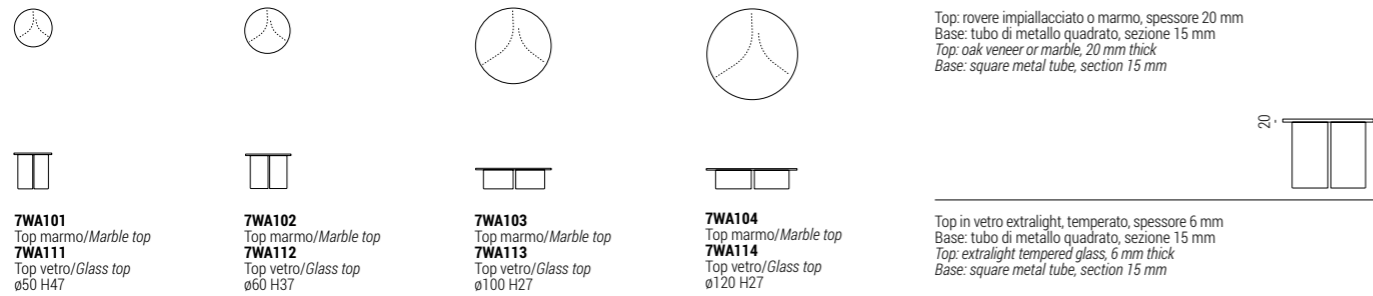 Top: rovere impiallacciato o marmo, spessore 20 mm
Base: tubo di metallo quadrato, sezione 15 mm
Top: oak veneer or marble, 20 mm thick
Base: square metal tube, section 15 mm
20
7WA101
Top marmo/Marble top
7WA111
Top vetro/Glass top
ø50 H47
7WA102
Top marmo/Marble top
7WA112
Top vetro/Glass top
ø60 H37
7WA103
Top marmo/Marble top
7WA113
Top vetro/Glass top
ø100 H27
7WA104
Top marmo/Marble top
7WA114
Top vetro/Glass top
ø120 H27
Top in vetro extralight, temperato, spessore 6 mm
Base: tubo di metallo quadrato, sezione 15 mm
Top: extralight tempered glass, 6 mm thick
Base: square metal tube, section 15 mm